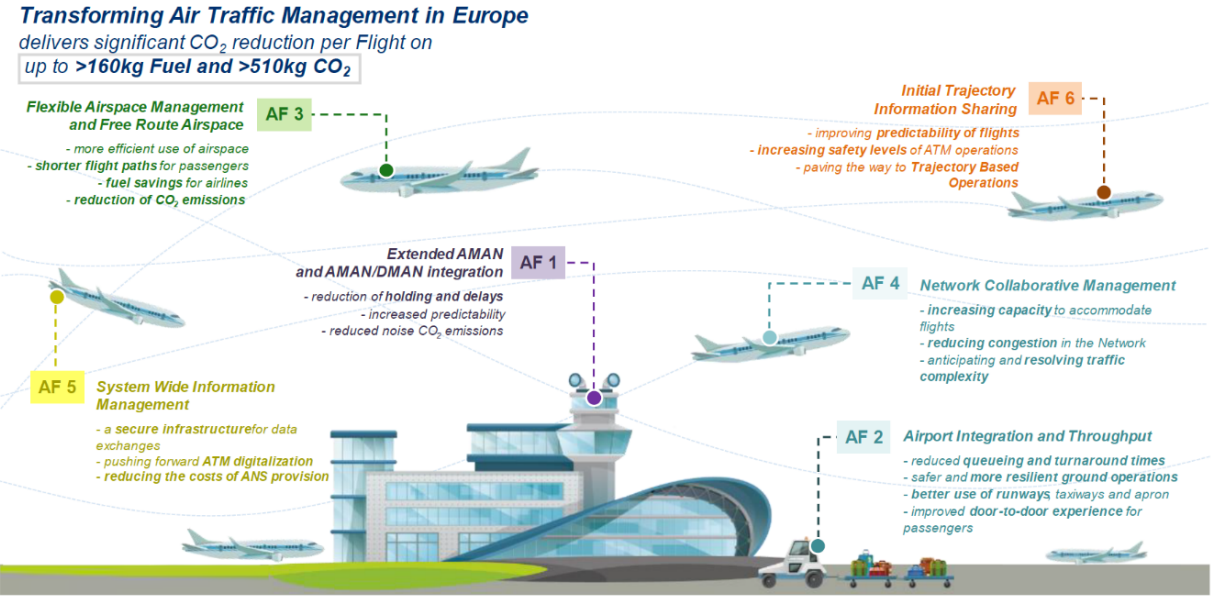 Transforming Air Traffic Management in Europe
delivers significant CO₂ reduction per Flight on
up to >160kg Fuel and >510kg CO₂
Flexible Airspace Management
and Free Route Airspace
AF 3
- more efficient use of airspace
- shorter flight paths for passengers
- fuel savings for airlines
- reduction of CO₂ emissions
Initial Trajectory
Information Sharing
AF 6
- improving predictability of flights
- increasing safety levels of ATM operations
- paving the way to Trajectory Based
Operations
Extended AMAN
and AMAN/DMAN integration
AF 1
- reduction of holding and delays
- increased predictability
- reduced noise CO₂ emissions
AF 4
Network Collaborative Management
- increasing capacity to accommodate
flights
- reducing congestion in the Network
- anticipating and resolving traffic
complexity
AF 5
System Wide Information
Management
- a secure infrastructurefor data
exchanges
- pushing forward ATM digitalization
- reducing the costs of ANS provision
AF 2
Airport Integration and Throughput
- reduced queueing and turnaround times
- safer and more resilient ground operations
- better use of runways, taxiways and apron
- improved door-to-door experience for
passengers